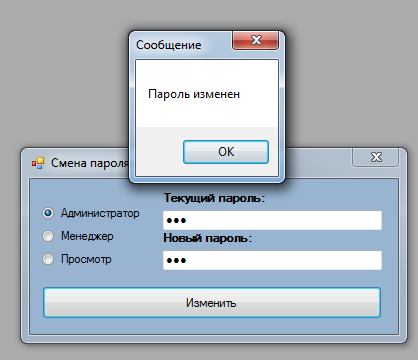 Сообщение
Пароль изменен
OK
Смена пароля
Текущий пароль:
Администратор
●●●
Менеджер
Новый пароль:
Просмотр
●●●
Изменить